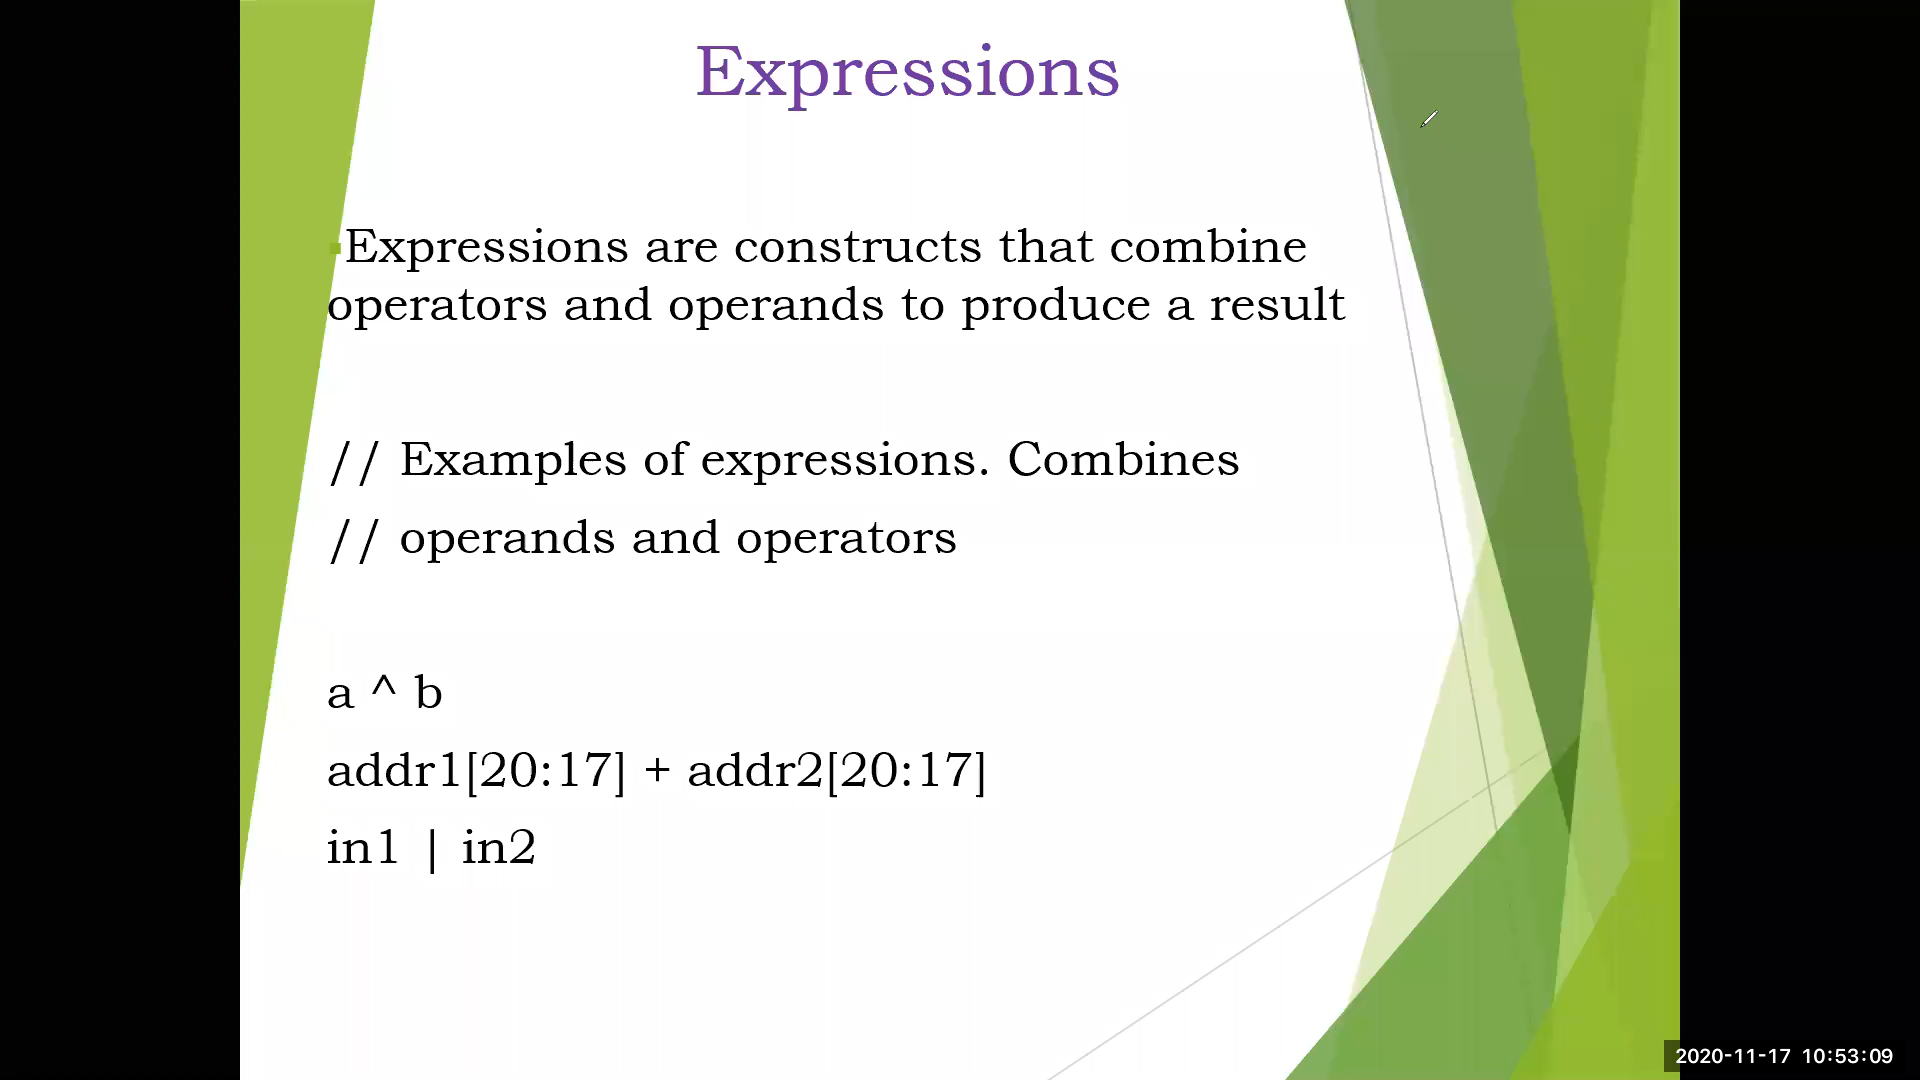 Expressions
Expressions are constructs that combine
operators and operands to produce a result
// Examples of expressions. Combines
// operands and operators
a ^ b
addr1[20:17] + addr2[20:17]
in1 | in2
2020-11-17 10:53:09